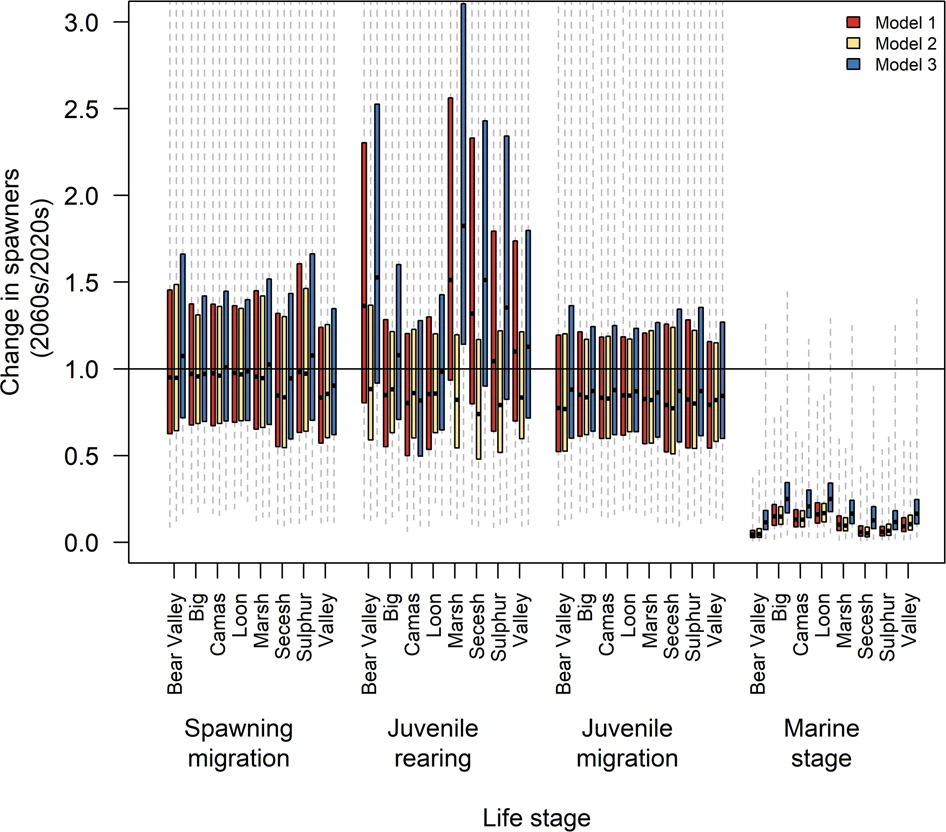 Change in spawners
(2060s/2020s)
3.0
2.5
2.0
1.5
1.0
0.5
0.0
Model 1
Model 2
Model 3
Bear Valley
Big
Camas
Loon
Marsh
Secesh
Sulphur
Valley
Bear Valley
Big
Camas
Loon
Marsh
Secesh
Sulphur
Valley
Bear Valley
Big
Camas
Loon
Marsh
Secesh
Sulphur
Valley
Bear Valley
Big
Camas
Loon
Marsh
Secesh
Sulphur
Valley
Spawning
migration
Juvenile
rearing
Juvenile
migration
Marine
stage
Life stage